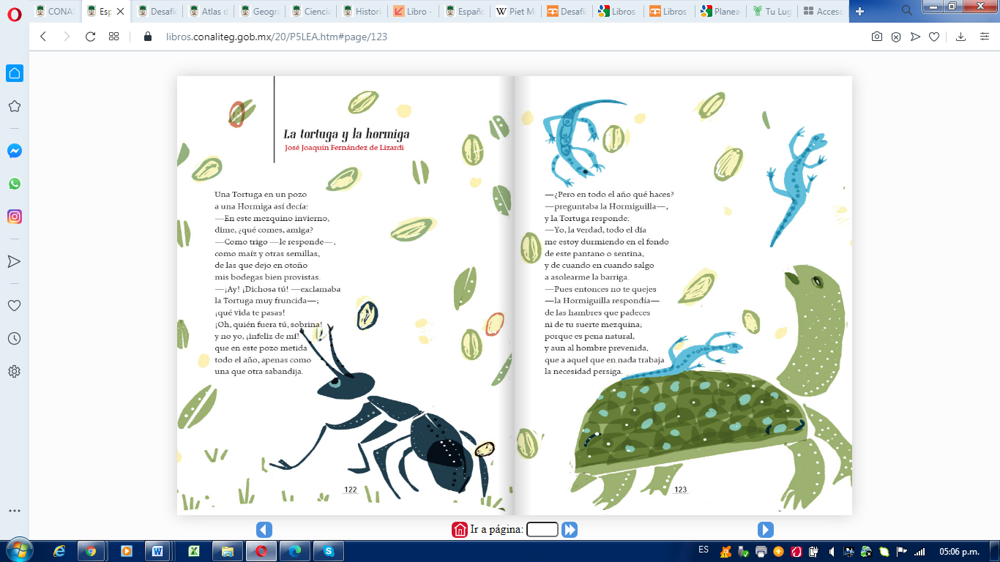 CONA
Esp
Desafí
Atlas d
Geogr
Ciencia
Histori
Libro -
Españo
Piet M
Desafí
Libros
Libros
Planea
Tu Lug
Acceso
libros.conaliteg.gob.mx/20/P5LEA.htm#page/123
La tortuga y la hormiga
José Joaquín Fernández de Lizardi
Una Tortuga en un pozo
a una Hormiga así decía:
—En este mezquino invierno,
dime, ¿qué comes, amiga?
—Como trigo —le responde—,
como maíz y otras semillas,
de las que dejo en otoño
mis bodegas bien provistas.
—¡Ay! ¡Dichosa tú! —exclamaba
la Tortuga muy fruncida—;
¡qué vida te pasas!
¡Oh, quién fuera tú, sobrina!
y no yo, ¡infeliz de mí!
que en este pozo metida
todo el año, apenas como
una que otra sabandija.
122
—¿Pero en todo el año qué haces?
—preguntaba la Hormiguilla—,
y la Tortuga responde:
—Yo, la verdad, todo el día
me estoy durmiendo en el fondo
de este pantano o sentina,
y de cuando en cuando salgo
a asolearme la barriga.
—Pues entonces no te quejes
—la Hormiguilla respondía—
de las hambres que padeces
ni de tu suerte mezquina;
porque es pena natural,
y aun al hombre prevenida,
que a aquel que en nada trabaja
la necesidad persiga.
123
Ir a página:
ES
05:06 p.m.